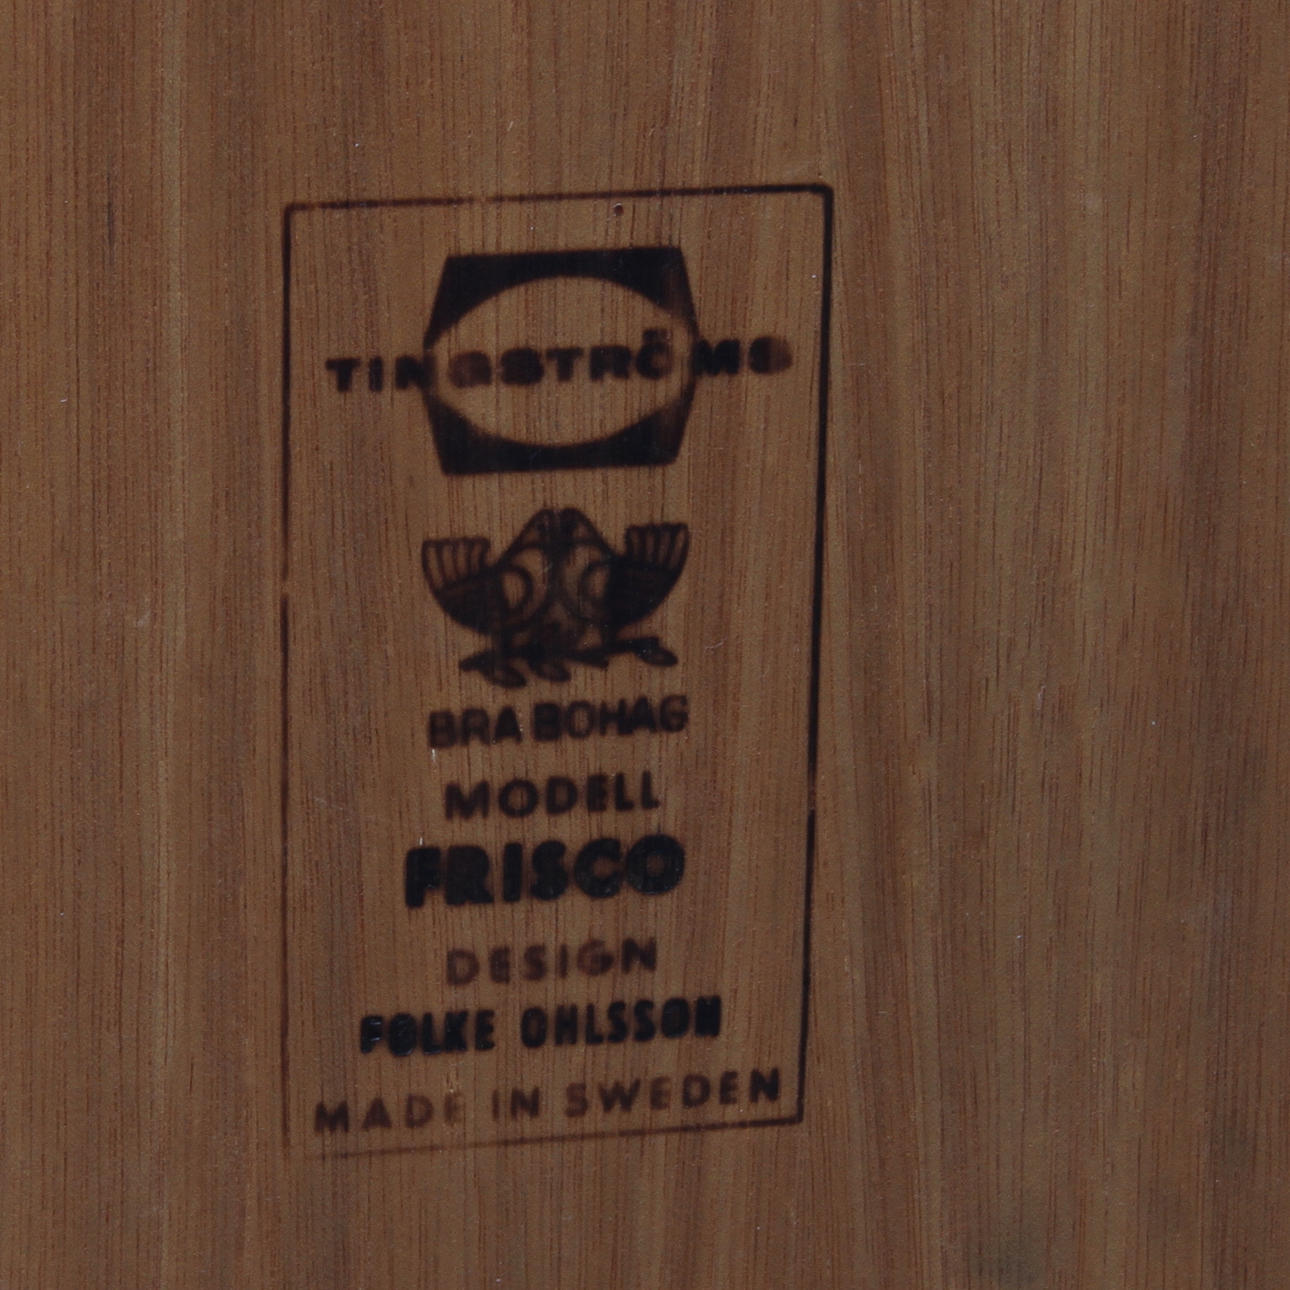 TINGSTRÖMS
BRA BOHAG
MODELL
FRISCO
DESIGN
FOLKE OHLSSON
MADE IN SWEDEN